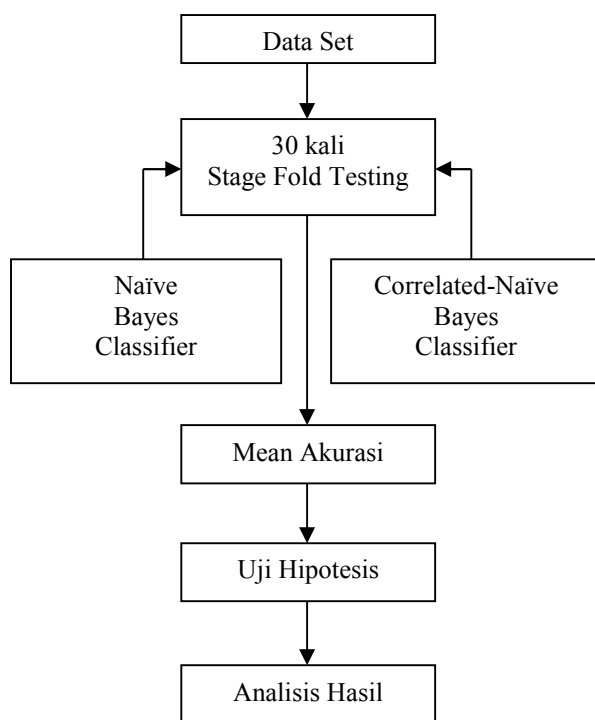 Data Set
30 kali
Stage Fold Testing
Naïve
Bayes
Classifier
Correlated-Naïve
Bayes
Classifier
Mean Akurasi
Uji Hipotesis
Analisis Hasil